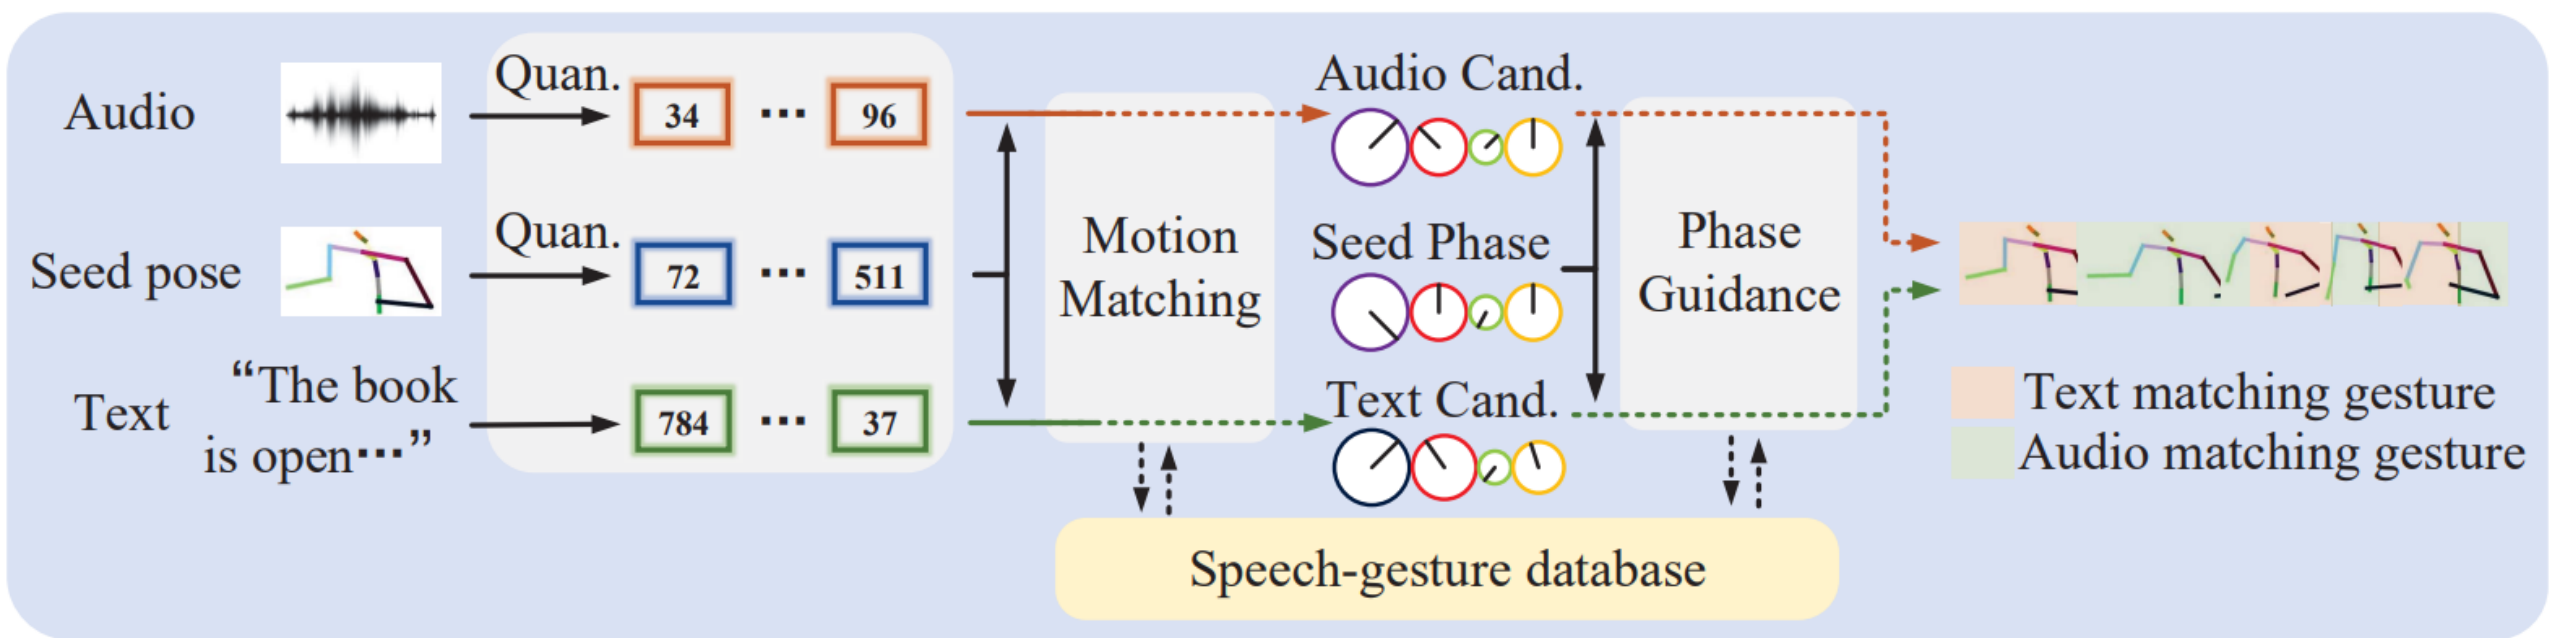 Audio
Quan.
34 ··· 96
Audio Cand.
Seed pose
Quan.
72 ··· 511
Motion
Matching
Seed Phase
Phase
Guidance
Text
“The book
is open···”
784 ··· 37
Text Cand.
Text matching gesture
Audio matching gesture
Speech-gesture database